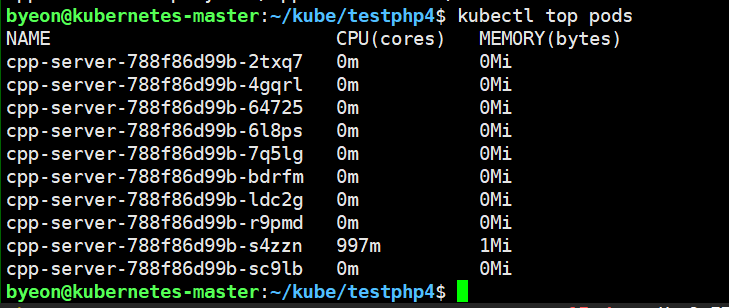 byeon@kubernetes-master:~/kube/testphp4$ kubectl top pods
NAME CPU(cores) MEMORY(bytes)
cpp-server-788f86d99b-2txq7 0m 0Mi
cpp-server-788f86d99b-4gqrl 0m 0Mi
cpp-server-788f86d99b-64725 0m 0Mi
cpp-server-788f86d99b-6l8ps 0m 0Mi
cpp-server-788f86d99b-7q5lg 0m 0Mi
cpp-server-788f86d99b-bdrfm 0m 0Mi
cpp-server-788f86d99b-ldc2g 0m 0Mi
cpp-server-788f86d99b-r9pmd 0m 0Mi
cpp-server-788f86d99b-s4zzn 997m 1Mi
cpp-server-788f86d99b-sc9lb 0m 0Mi
byeon@kubernetes-master:~/kube/testphp4$